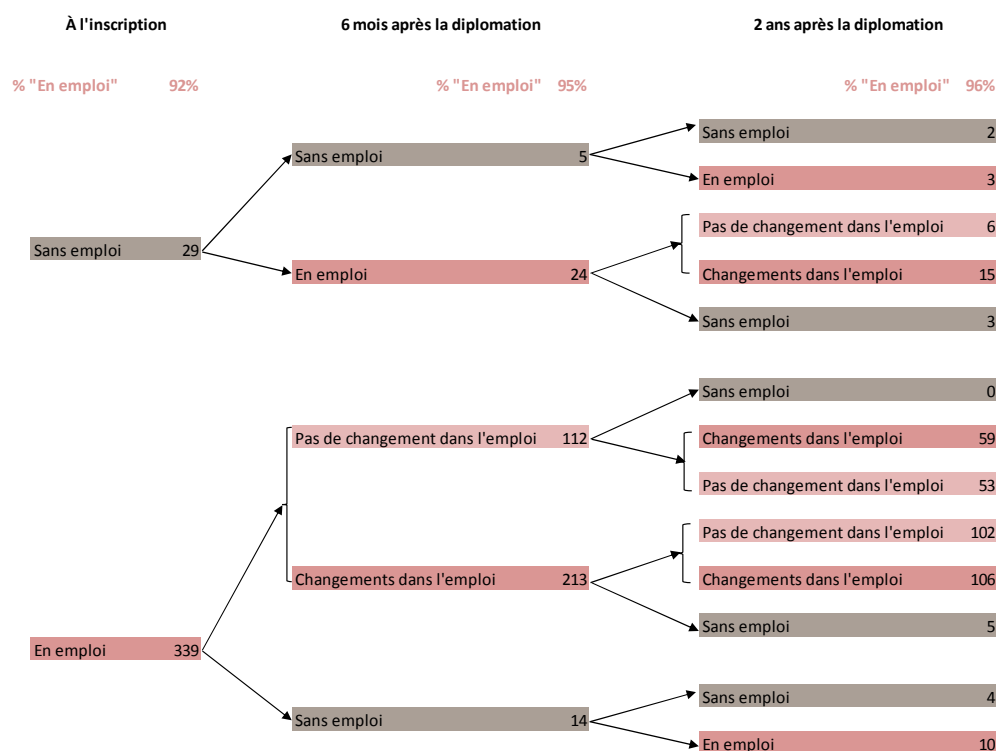 À l'inscription 6 mois après la diplomation 2 ans après la diplomation
% "En emploi" 92% % "En emploi" 95% % "En emploi" 96%
Sans emploi 2
Sans emploi 5
En emploi 3
Pas de changement dans l'emploi 6
Sans emploi 29
En emploi 24 Changements dans l'emploi 15
Sans emploi 3
Sans emploi 0
Pas de changement dans l'emploi 112 Changements dans l'emploi 59
Pas de changement dans l'emploi 53
Pas de changement dans l'emploi 102
Changements dans l'emploi 213 Changements dans l'emploi 106
Sans emploi 5
En emploi 339
Sans emploi 4
Sans emploi 14
En emploi 10